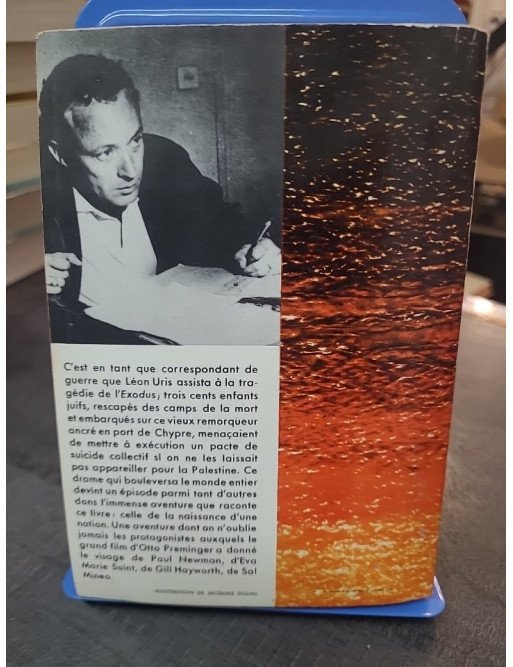 C'est en tant que correspondant de
guerre que Léon Uris assista à la tra-
gédie de l'Exodus; trois cents enfants
juifs, rescapés des camps de la mort
et embarqués sur ce vieux remorqueur
ancré en port de Chypre, menaçaient
de mettre à exécution un pacte de
suicide collectif si on ne les laissait
pas appareiller pour la Palestine. Ce
drame qui bouleversa le monde entier
devint un épisode parmi tant d'autres
dans l'immense aventure que raconte
ce livre: celle de la naissance d'une
nation. Une aventure dont on n'oublie
jamais les protagonistes auxquels le
grand film d'Otto Preminger a donné
le visage de Paul Newman, d'Eva
Marie Saint, de Gill Hayworth, de Sal
Mineo.
DE JACQUES